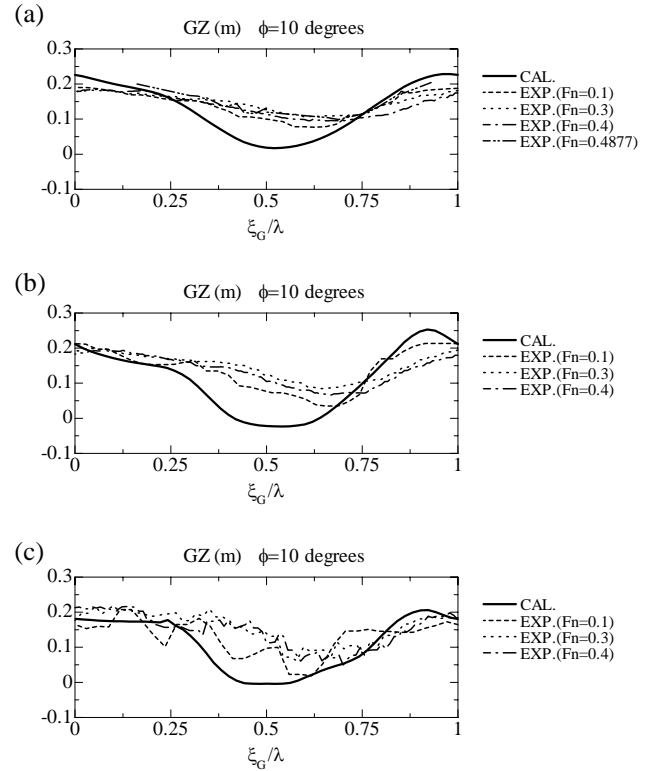 (a)
GZ (m) ϕ=10 degrees
0.3
0.2
0.1
0
-0.1
0 0.25 0.5 0.75 1
ξG/λ
CAL.
EXP.(Fn=0.1)
EXP.(Fn=0.3)
EXP.(Fn=0.4)
EXP.(Fn=0.4877)
(b)
GZ (m) ϕ=10 degrees
0.3
0.2
0.1
0
-0.1
0 0.25 0.5 0.75 1
ξG/λ
CAL.
EXP.(Fn=0.1)
EXP.(Fn=0.3)
EXP.(Fn=0.4)
(c)
GZ (m) ϕ=10 degrees
0.3
0.2
0.1
0
-0.1
0 0.25 0.5 0.75 1
ξG/λ
CAL.
EXP.(Fn=0.1)
EXP.(Fn=0.3)
EXP.(Fn=0.4)